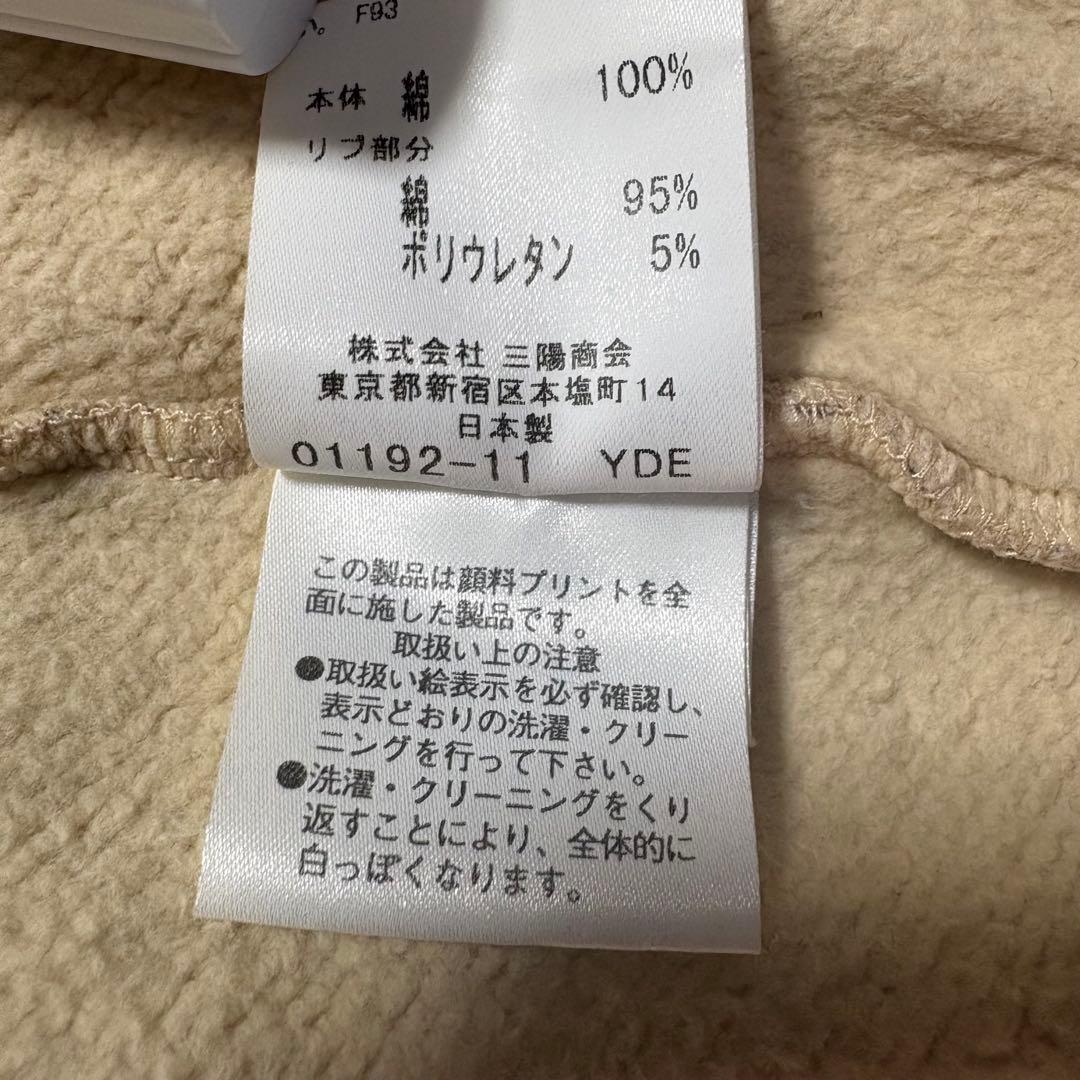 い。 F93
本体 綿 100%
リブ部分
綿 95%
ポリウレタン 5%
株式会社 三陽商会
東京都新宿区本塩町14
日本製
01192-11 YDE
この製品は顔料プリントを全
面に施した製品です。
取扱い上の注意
●取扱い絵表示を必ず確認し、
表示どおりの洗濯・クリー
ニングを行って下さい。
●洗濯・クリーニングをくり
返すことにより、全体的に
白っぽくなります。